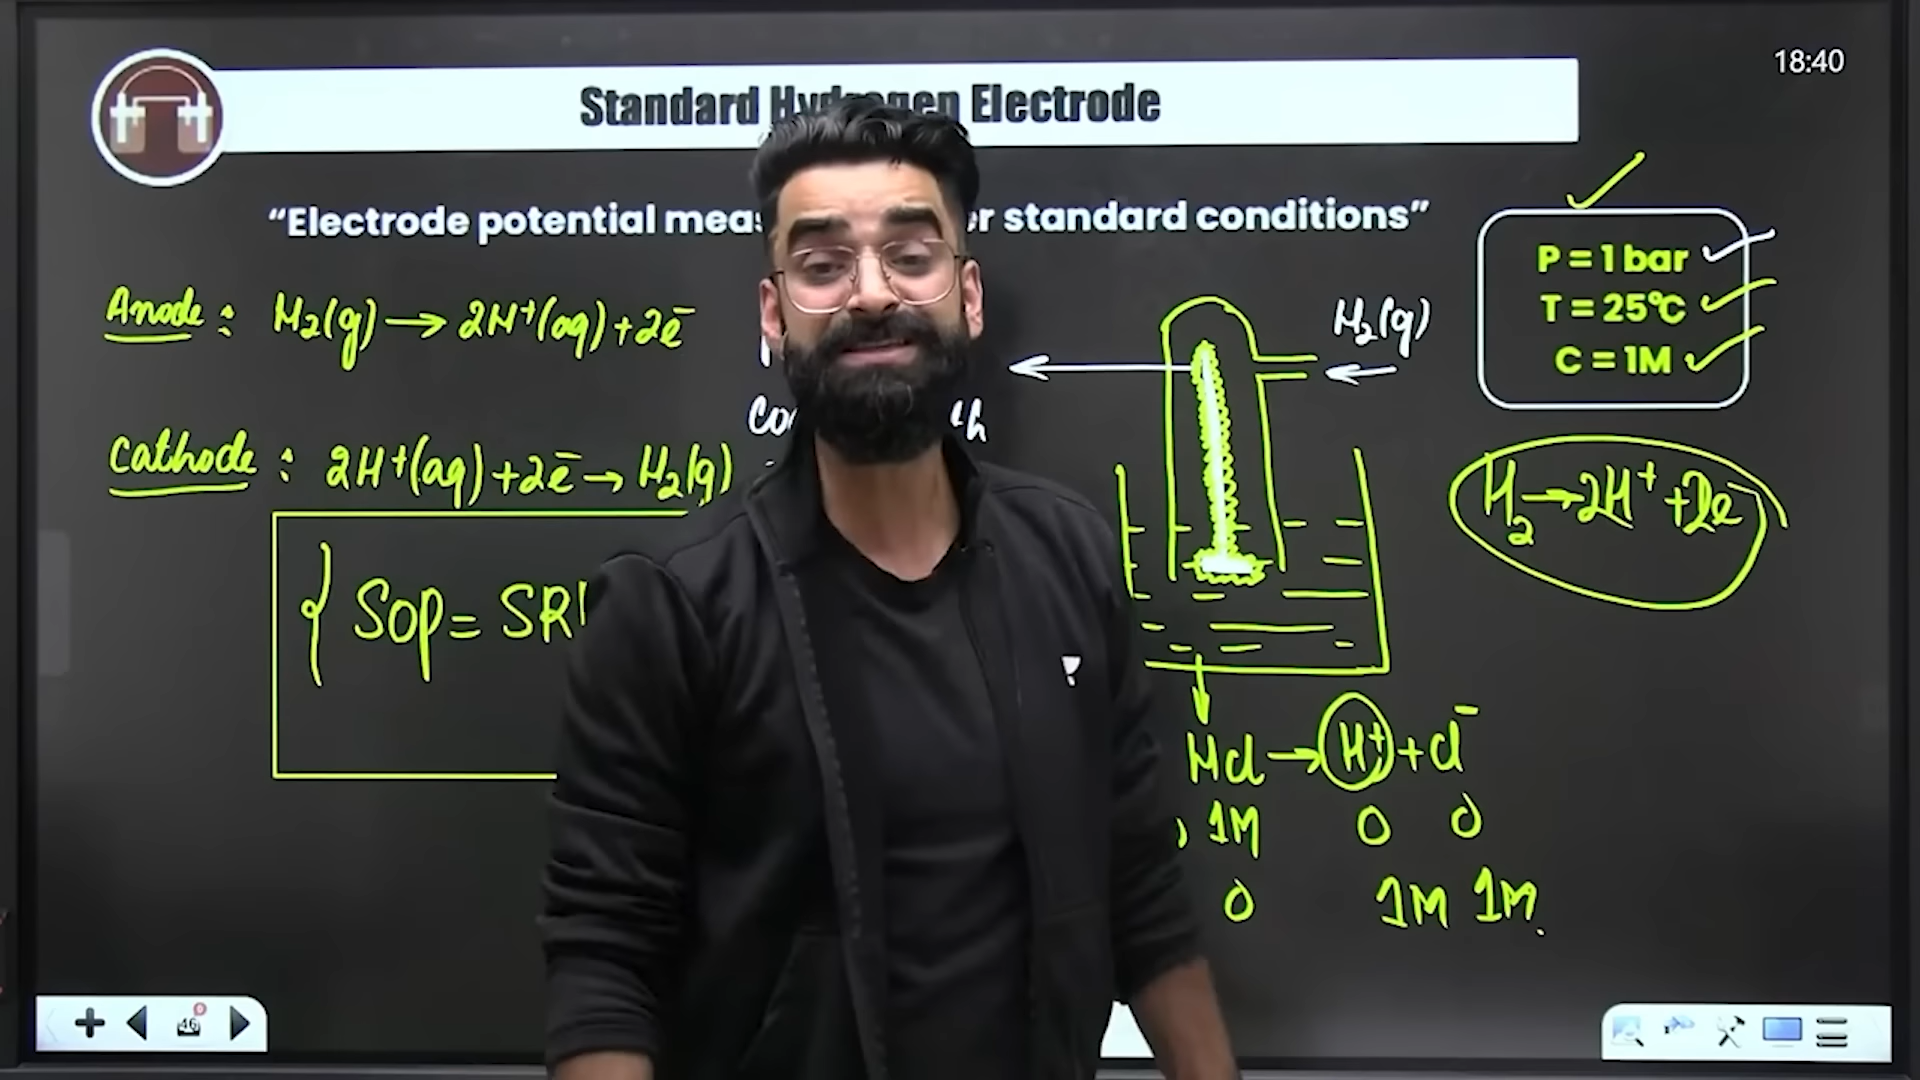 18:40
Standard Hydrogen Electrode
“Electrode potential meas er standard conditions”
P = 1 bar
T = 25°C
C = 1M
Anode : H₂(g) → 2H⁺(aq) + 2e⁻
H₂(g)
Cathode : 2H⁺(aq) + 2e⁻ → H₂(g)
H₂ → 2H⁺ + 2e⁻
SOP = SR
HCl → H⁺ + Cl⁻
1M 0 0
0 1M 1M
46